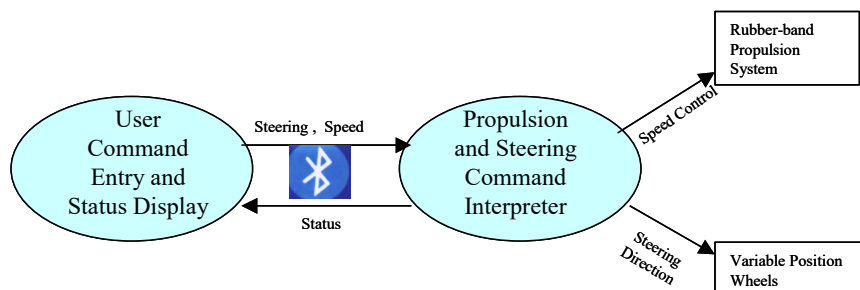 User
Command
Entry and
Status Display
Steering , Speed
Status
Propulsion
and Steering
Command
Interpreter
Speed Control
Steering
Direction
Rubber-band
Propulsion
System
Variable Position
Wheels